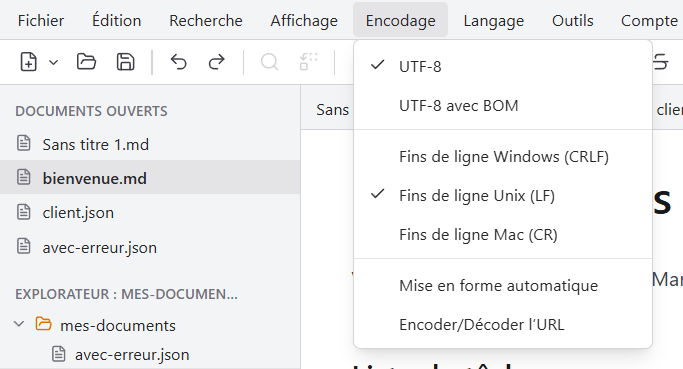 Fichier Édition Recherche Affichage Encodage Langage Outils Compte
DOCUMENTS OUVERTS
Sans titre 1.md
bienvenue.md
client.json
avec-erreur.json
EXPLORATEUR : MES-DOCUMEN...
mes-documents
avec-erreur.json
Sans
UTF-8
UTF-8 avec BOM
Fins de ligne Windows (CRLF)
Fins de ligne Unix (LF)
Fins de ligne Mac (CR)
Mise en forme automatique
Encoder/Décoder l'URL